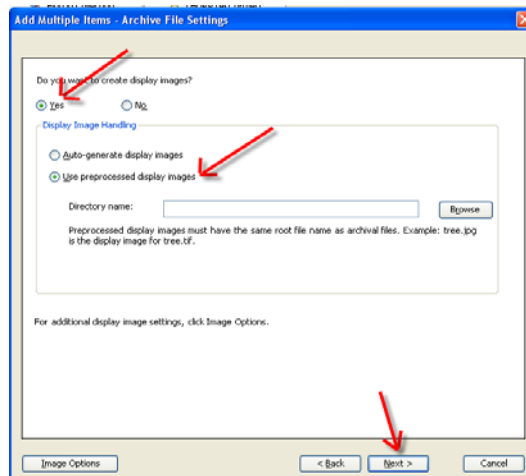 Add Multiple Items - Archive File Settings
Do you want to create display images?
Yes No
Display Image Handling
Auto-generate display images
Use preprocessed display images
Directory name: Browse
Preprocessed display images must have the same root file name as archival files. Example: tree.jpg
is the display image for tree.tif.
For additional display image settings, click Image Options.
Image Options < Back Next > Cancel